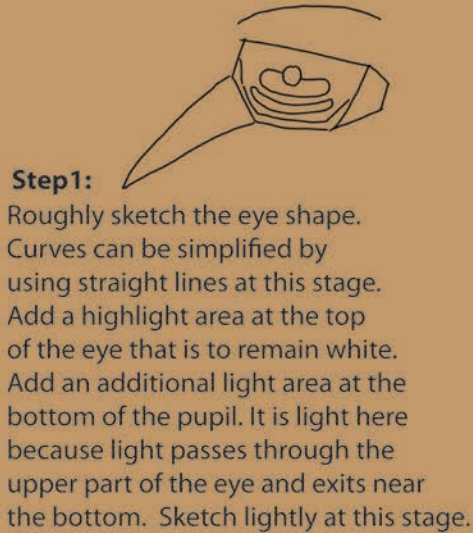 Step1:
Roughly sketch the eye shape.
Curves can be simplified by
using straight lines at this stage.
Add a highlight area at the top
of the eye that is to remain white.
Add an additional light area at the
bottom of the pupil. It is light here
because light passes through the
upper part of the eye and exits near
the bottom.  Sketch lightly at this stage.